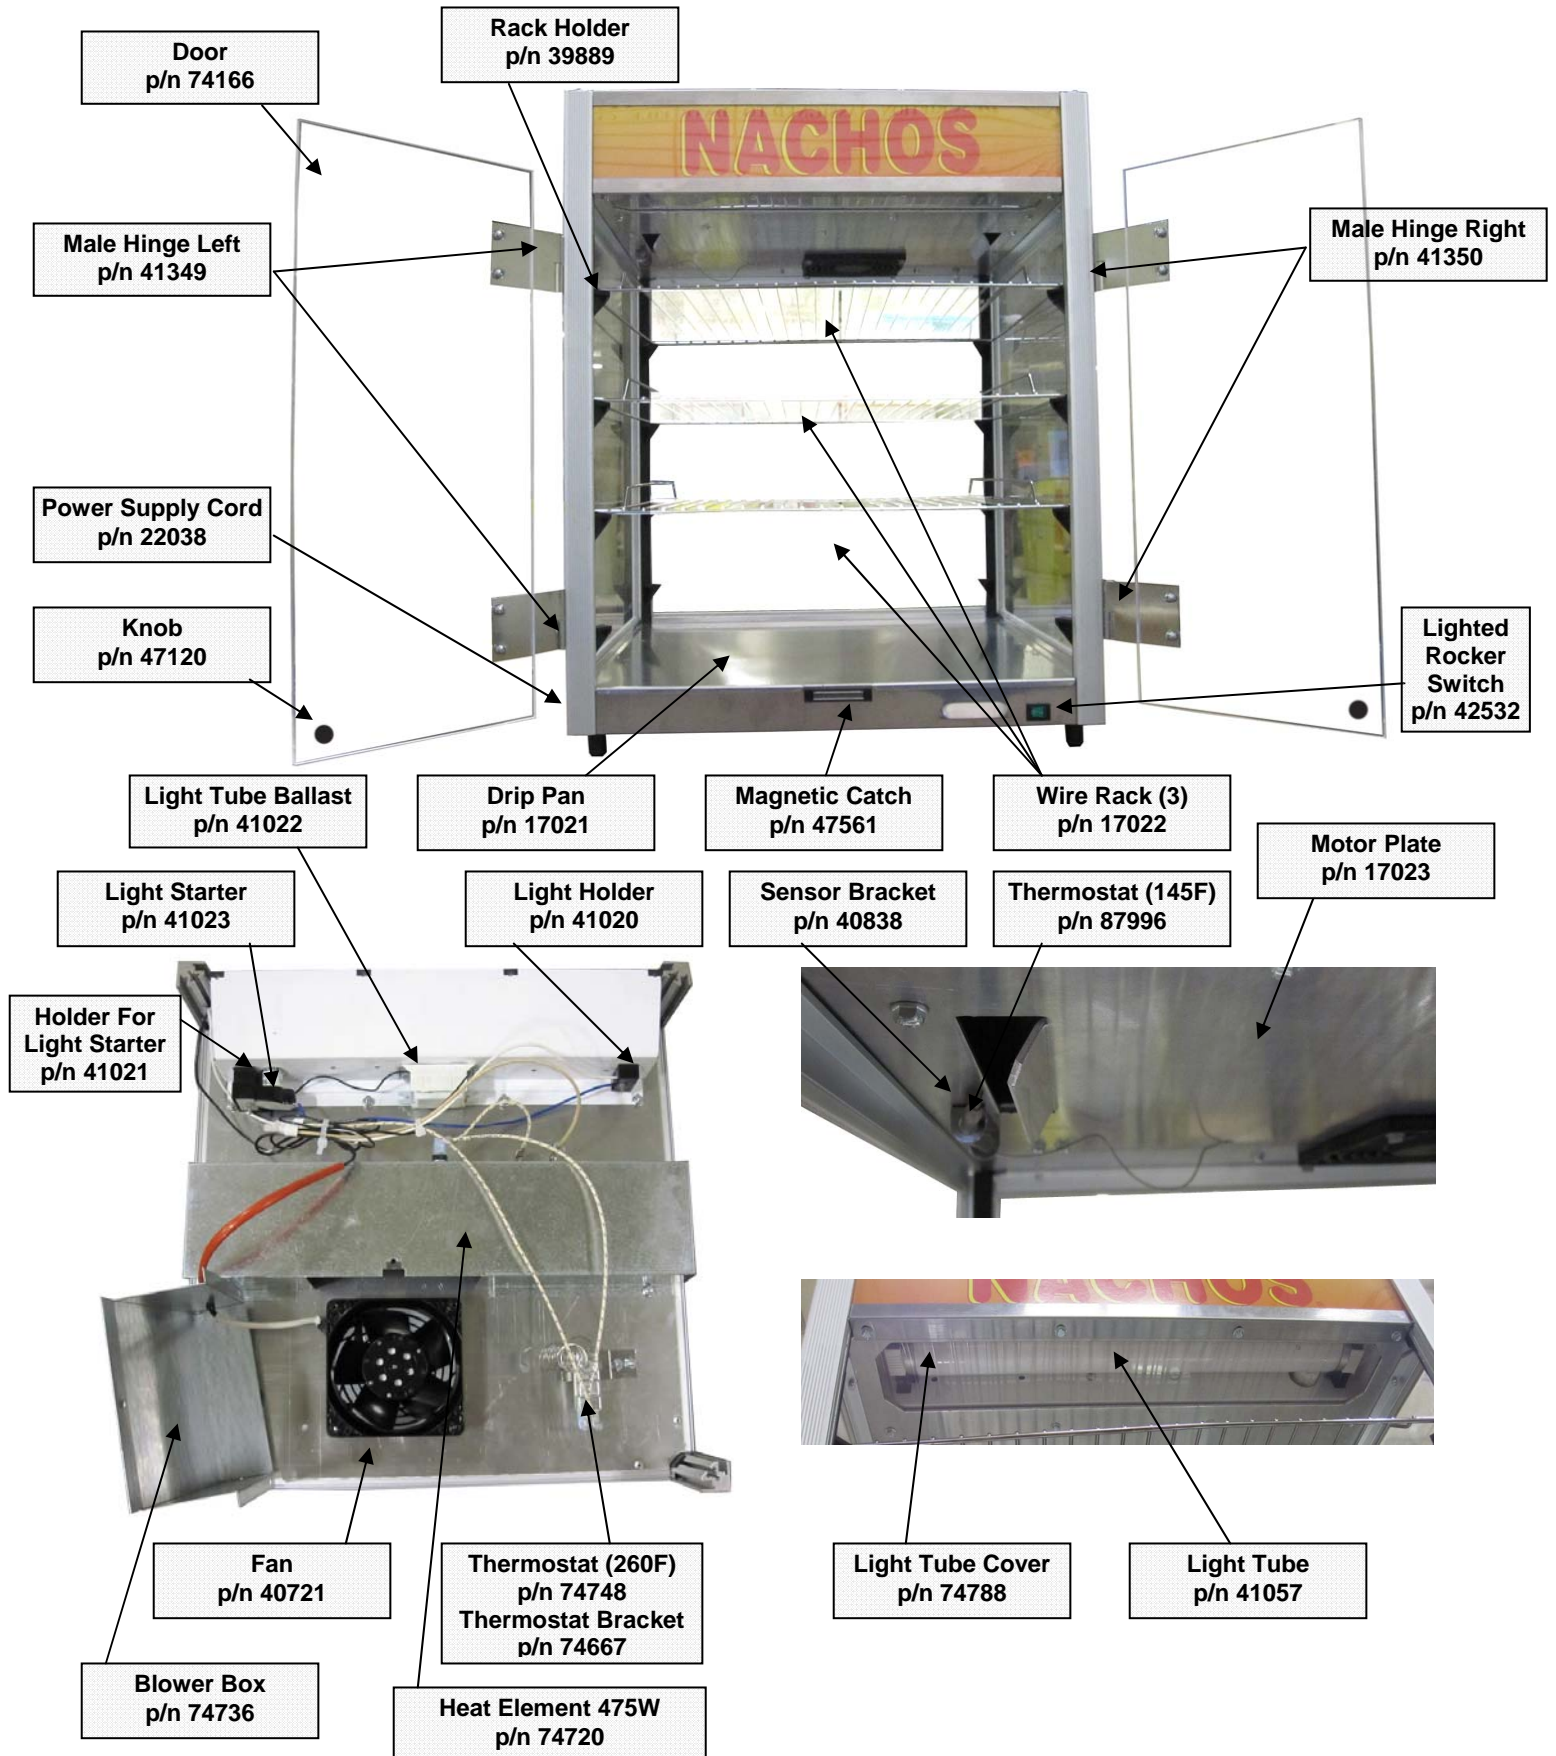 Rack Holder
p/n 39889
Door
p/n 74166
NACHOS
Male Hinge Left
p/n 41349
Male Hinge Right
p/n 41350
Power Supply Cord
p/n 22038
Knob
p/n 47120
Lighted
Rocker
Switch
p/n 42532
Light Tube Ballast
p/n 41022
Drip Pan
p/n 17021
Magnetic Catch
p/n 47561
Wire Rack (3)
p/n 17022
Motor Plate
p/n 17023
Light Starter
p/n 41023
Light Holder
p/n 41020
Sensor Bracket
p/n 40838
Thermostat (145F)
p/n 87996
Holder For
Light Starter
p/n 41021
NACHOS
Fan
p/n 40721
Thermostat (260F)
p/n 74748
Thermostat Bracket
p/n 74667
Light Tube Cover
p/n 74788
Light Tube
p/n 41057
Blower Box
p/n 74736
Heat Element 475W
p/n 74720